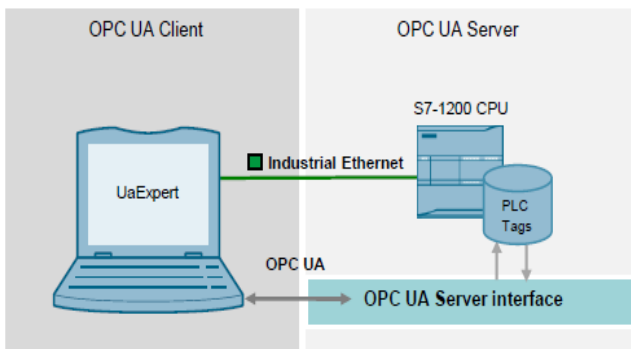 OPC UA Client
OPC UA Server
S7-1200 CPU
Industrial Ethernet
UaExpert
PLC
Tags
OPC UA
OPC UA Server interface